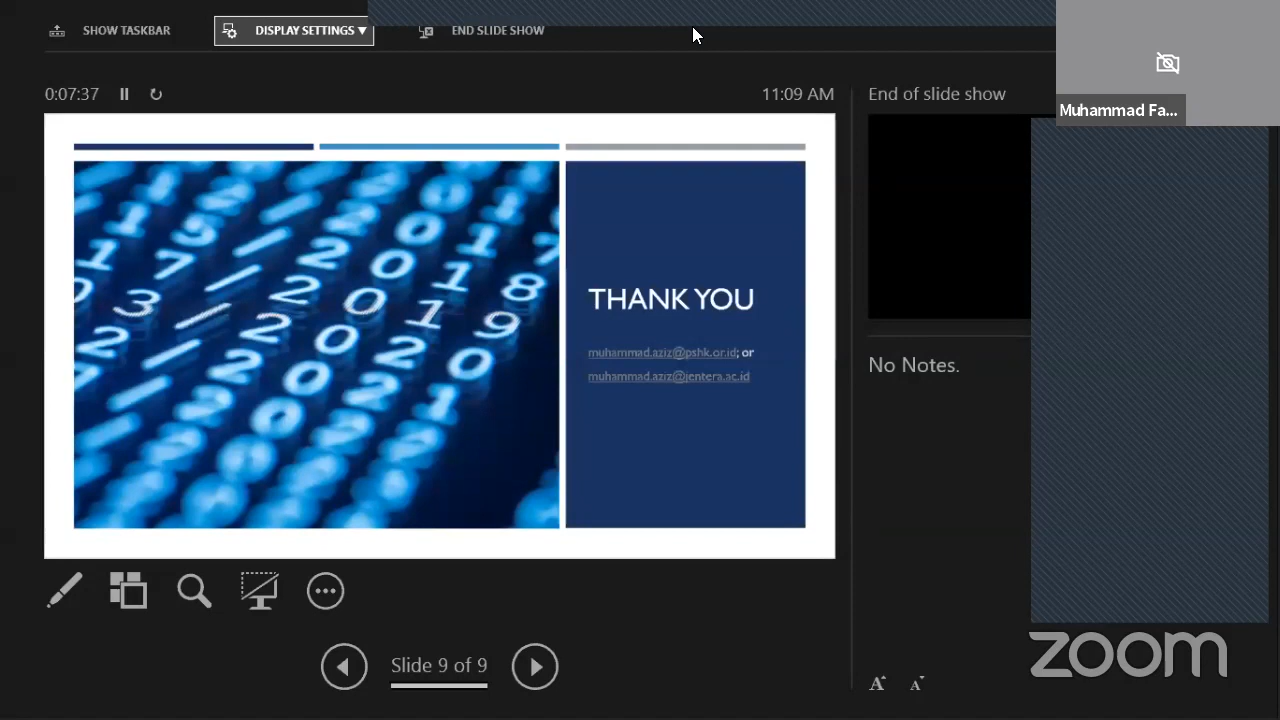 SHOW TASKBAR
DISPLAY SETTINGS ▼
END SLIDE SHOW
0:07:37
11:09 AM
End of slide show
Muhammad Fa...
THANK YOU
muhammad.aziz@pshk.or.id; or
muhammad.aziz@jentera.ac.id
No Notes.
Slide 9 of 9
A A
zoom